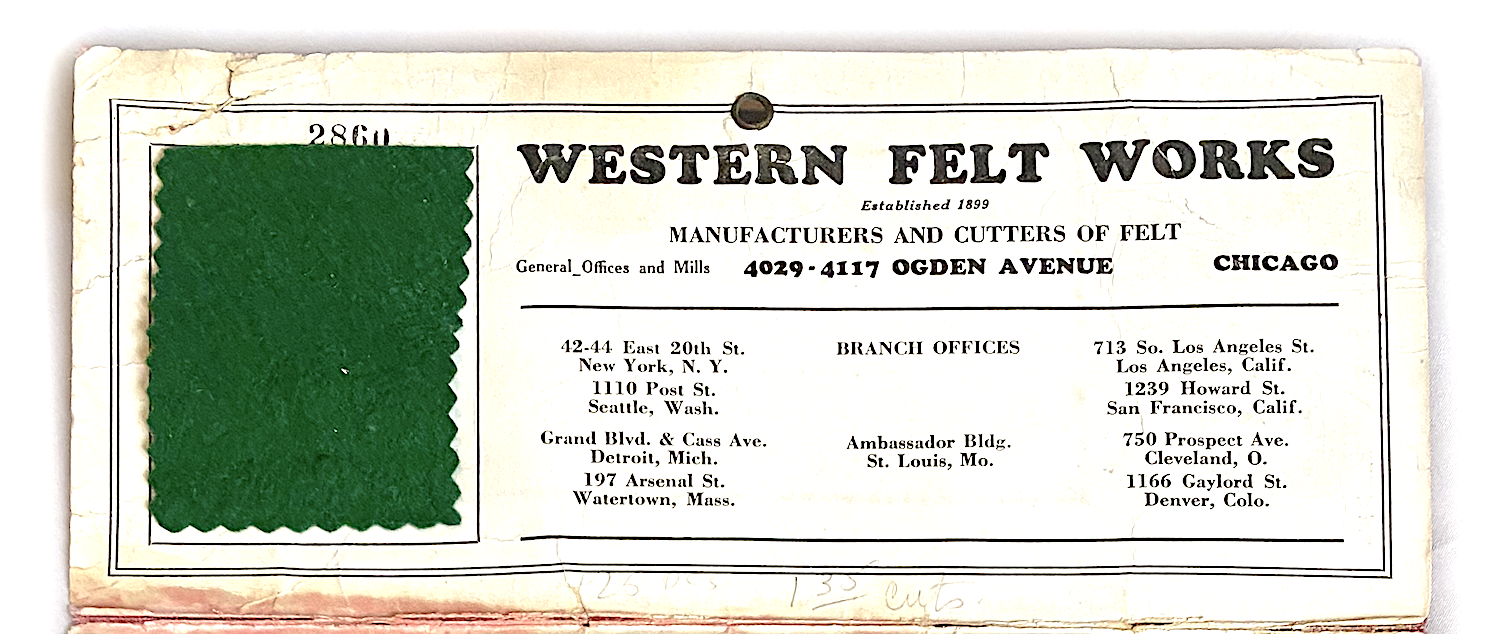 2860
WESTERN FELT WORKS
Established 1899
MANUFACTURERS AND CUTTERS OF FELT
General Offices and Mills 4029-4117 OGDEN AVENUE CHICAGO
BRANCH OFFICES
42-44 East 20th St.
New York, N. Y.
1110 Post St.
Seattle, Wash.
Grand Blvd. & Cass Ave.
Detroit, Mich.
197 Arsenal St.
Watertown, Mass.
Ambassador Bldg.
St. Louis, Mo.
713 So. Los Angeles St.
Los Angeles, Calif.
1239 Howard St.
San Francisco, Calif.
750 Prospect Ave.
Cleveland, O.
1166 Gaylord St.
Denver, Colo.
cuts.